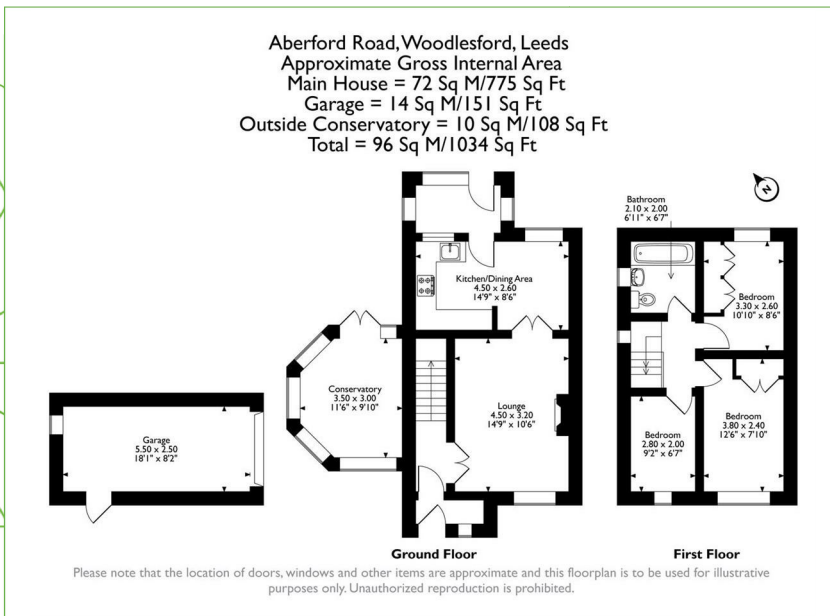 Aberford Road, Woodlesford, Leeds
Approximate Gross Internal Area
Main House = 72 Sq M/775 Sq Ft
Garage = 14 Sq M/151 Sq Ft
Outside Conservatory = 10 Sq M/108 Sq Ft
Total = 96 Sq M/1034 Sq Ft
N
Bathroom
2.10 x 2.00
6'11" x 6'7"
Kitchen/Dining Area
4.50 x 2.60
14'9" x 8'6"
Bedroom
3.30 x 2.60
10'10" x 8'6"
Conservatory
3.50 x 3.00
11'6" x 9'10"
Lounge
4.50 x 3.20
14'9" x 10'6"
Garage
5.50 x 2.50
18'1" x 8'2"
Bedroom
2.80 x 2.00
9'2" x 6'7"
Bedroom
3.80 x 2.40
12'6" x 7'10"
Ground Floor
First Floor
Please note that the location of doors, windows and other items are approximate and this floorplan is to be used for illustrative
purposes only. Unauthorized reproduction is prohibited.